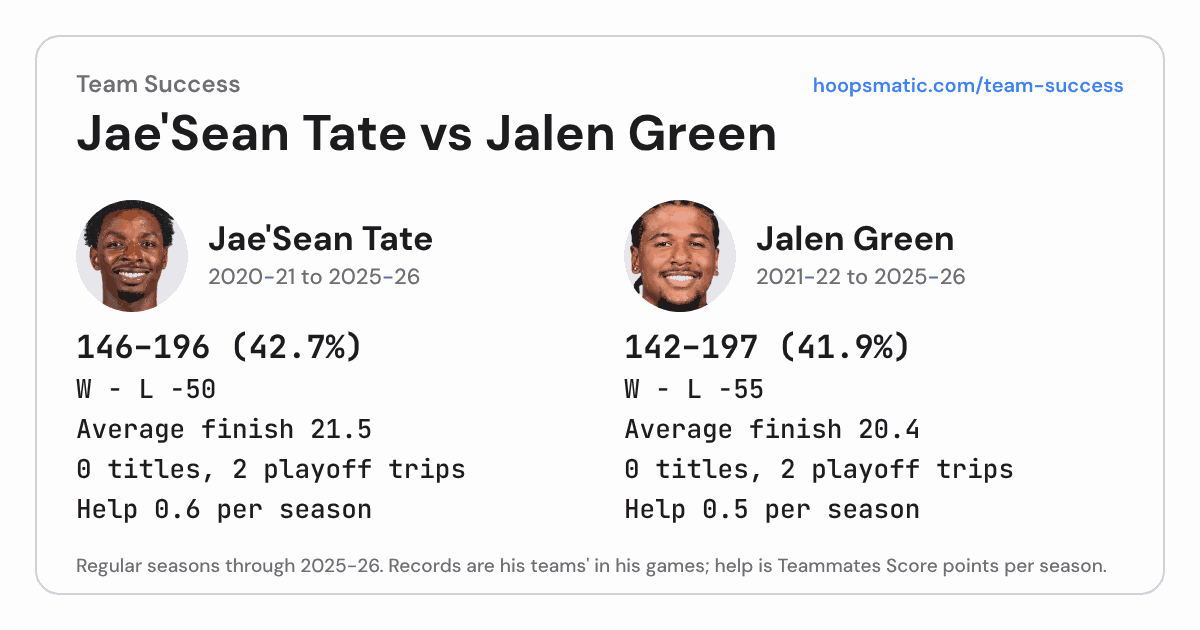 Team Success
hoopsmatic.com/team-success
Jae'Sean Tate vs Jalen Green
Jae'Sean Tate
2020-21 to 2025-26
146-196 (42.7%)
W - L -50
Average finish 21.5
0 titles, 2 playoff trips
Help 0.6 per season
Jalen Green
2021-22 to 2025-26
142-197 (41.9%)
W - L -55
Average finish 20.4
0 titles, 2 playoff trips
Help 0.5 per season
Regular seasons through 2025-26. Records are his teams' in his games; help is Teammates Score points per season.